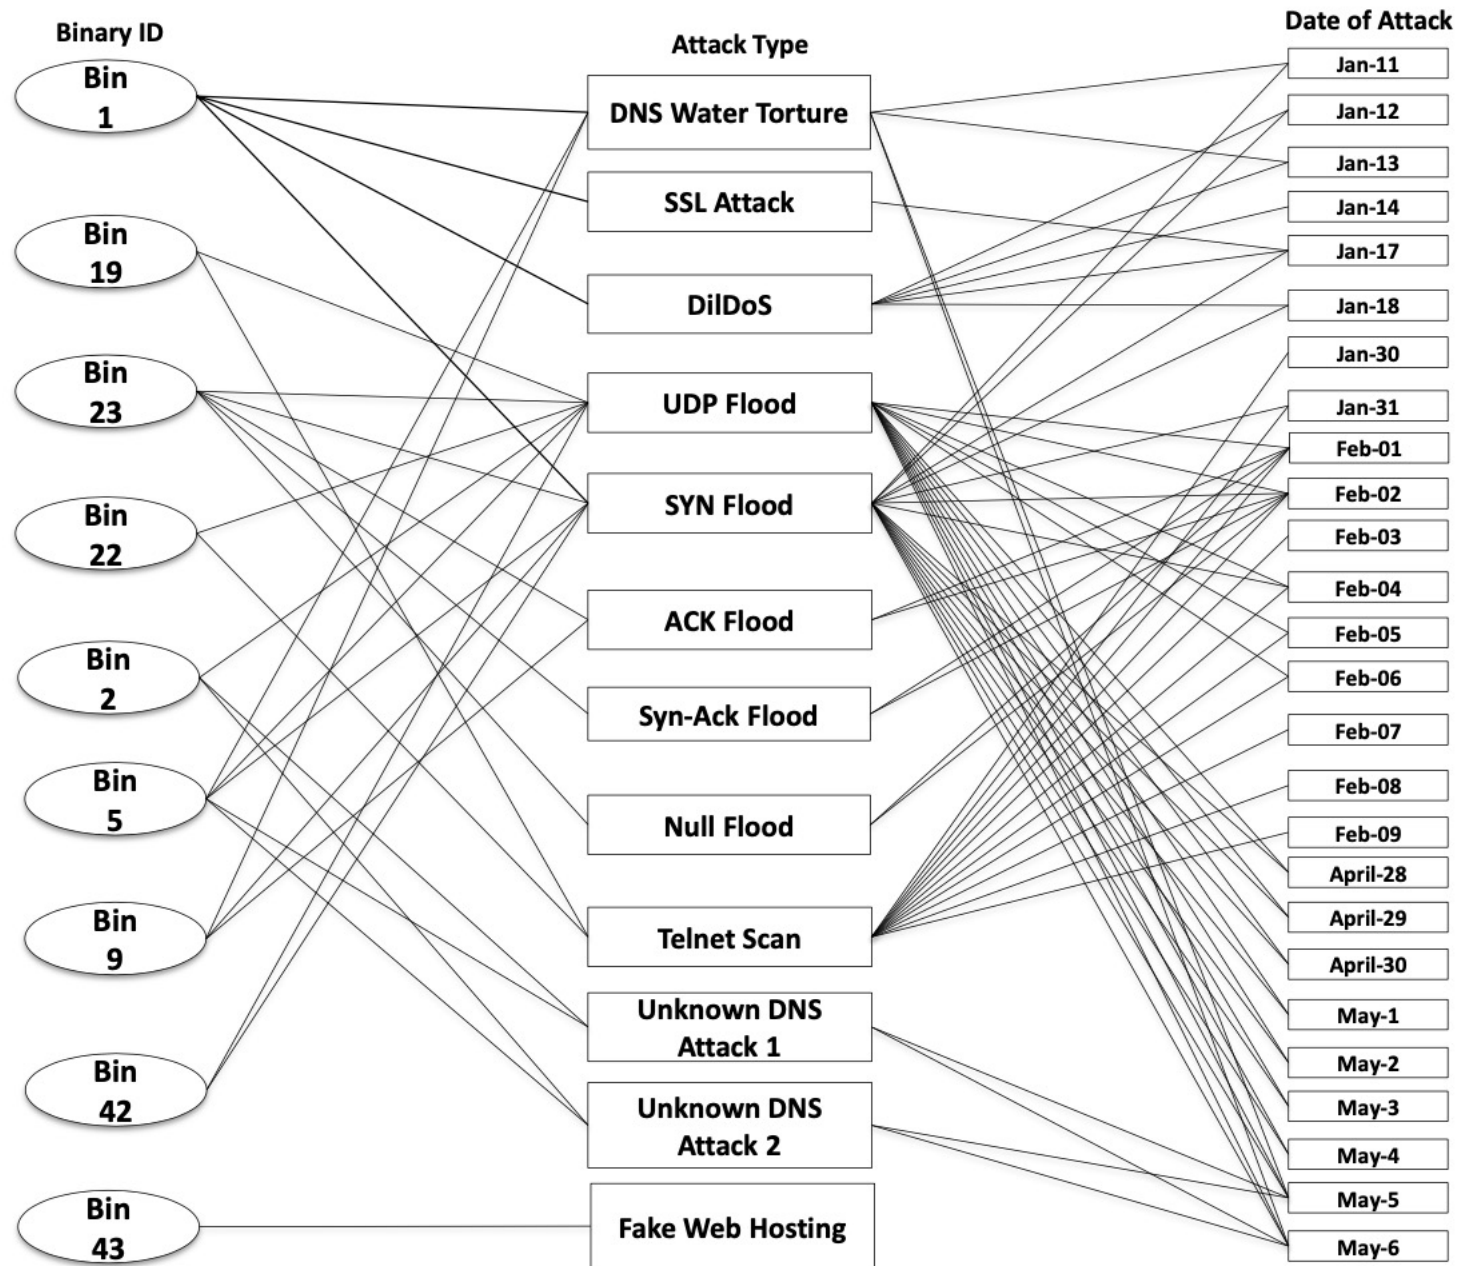 Binary ID
Attack Type
Date of Attack
Bin
1
Bin
19
Bin
23
Bin
22
Bin
2
Bin
5
Bin
9
Bin
42
Bin
43
DNS Water Torture
SSL Attack
DilDoS
UDP Flood
SYN Flood
ACK Flood
Syn-Ack Flood
Null Flood
Telnet Scan
Unknown DNS
Attack 1
Unknown DNS
Attack 2
Fake Web Hosting
Jan-11
Jan-12
Jan-13
Jan-14
Jan-17
Jan-18
Jan-30
Jan-31
Feb-01
Feb-02
Feb-03
Feb-04
Feb-05
Feb-06
Feb-07
Feb-08
Feb-09
April-28
April-29
April-30
May-1
May-2
May-3
May-4
May-5
May-6